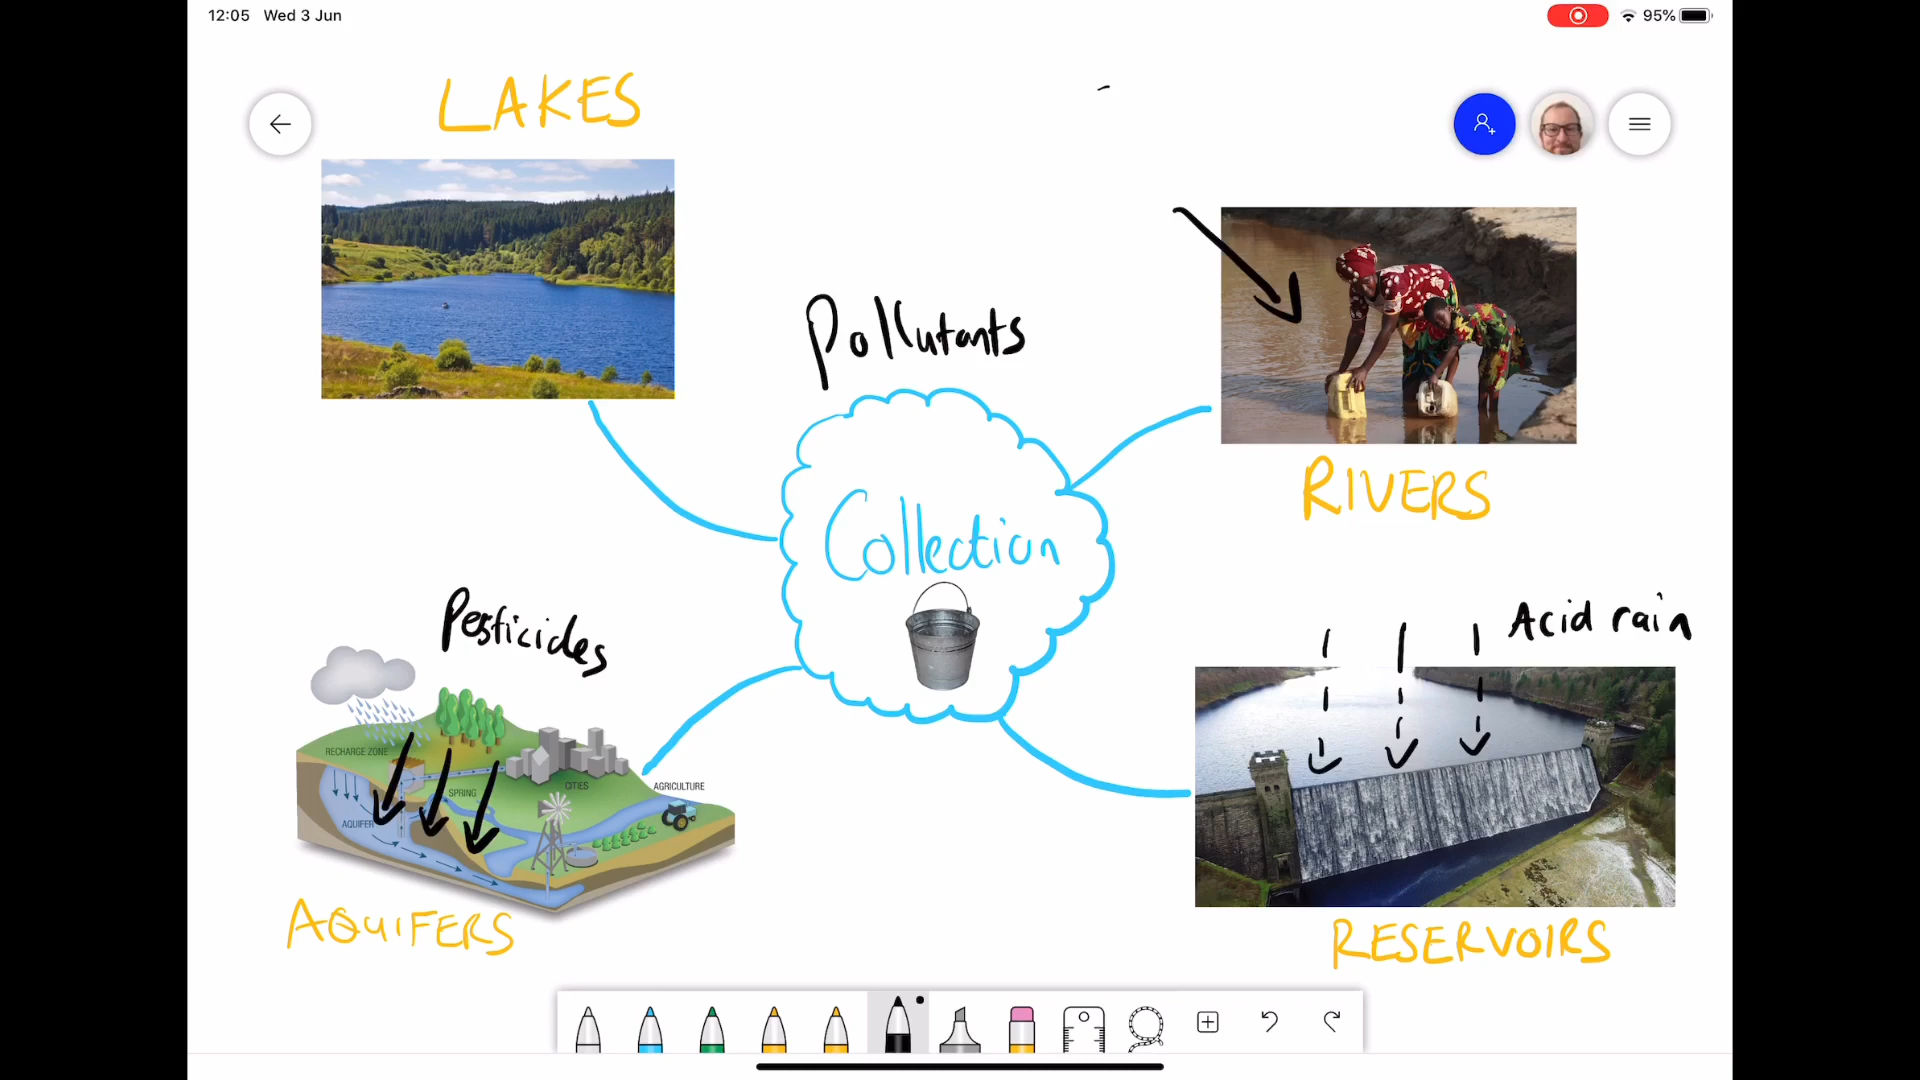 12:05 Wed 3 Jun
95%
LAKES
Pollutants
RIVERS
Collection
Pesticides
Acid rain
RECHARGE ZONE
CITIES
AGRICULTURE
SPRING
AQUIFER
AQUIFERS
RESERVOIRS